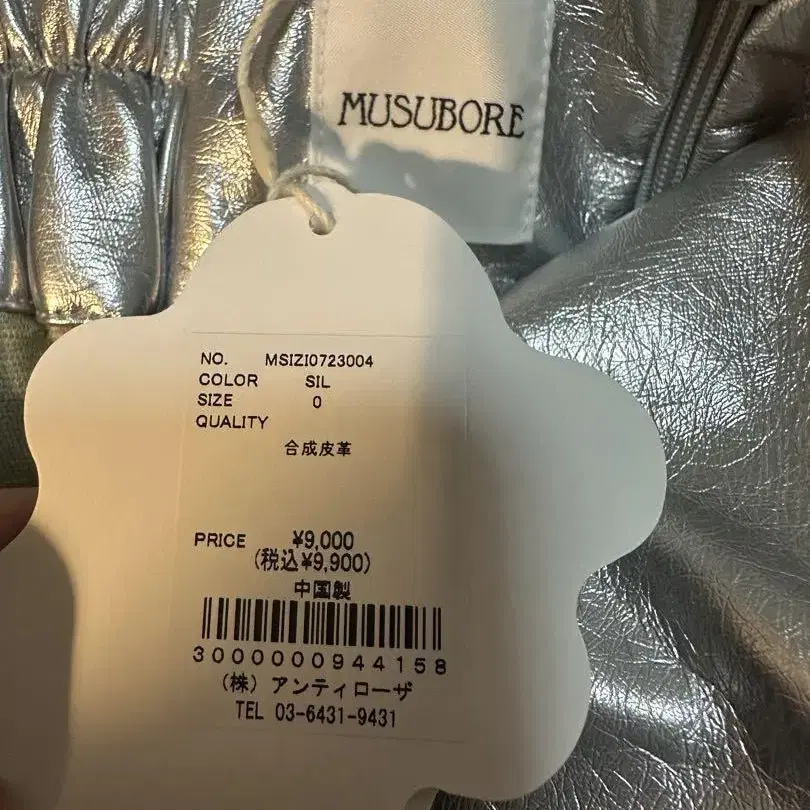 MUSUBORE
NO. MSIZI0723004
COLOR SIL
SIZE 0
QUALITY
合成皮革
PRICE ¥9,000
(税込¥9,900)
中国製
3000000944158
(株) アンティローザ
TEL 03-6431-9431